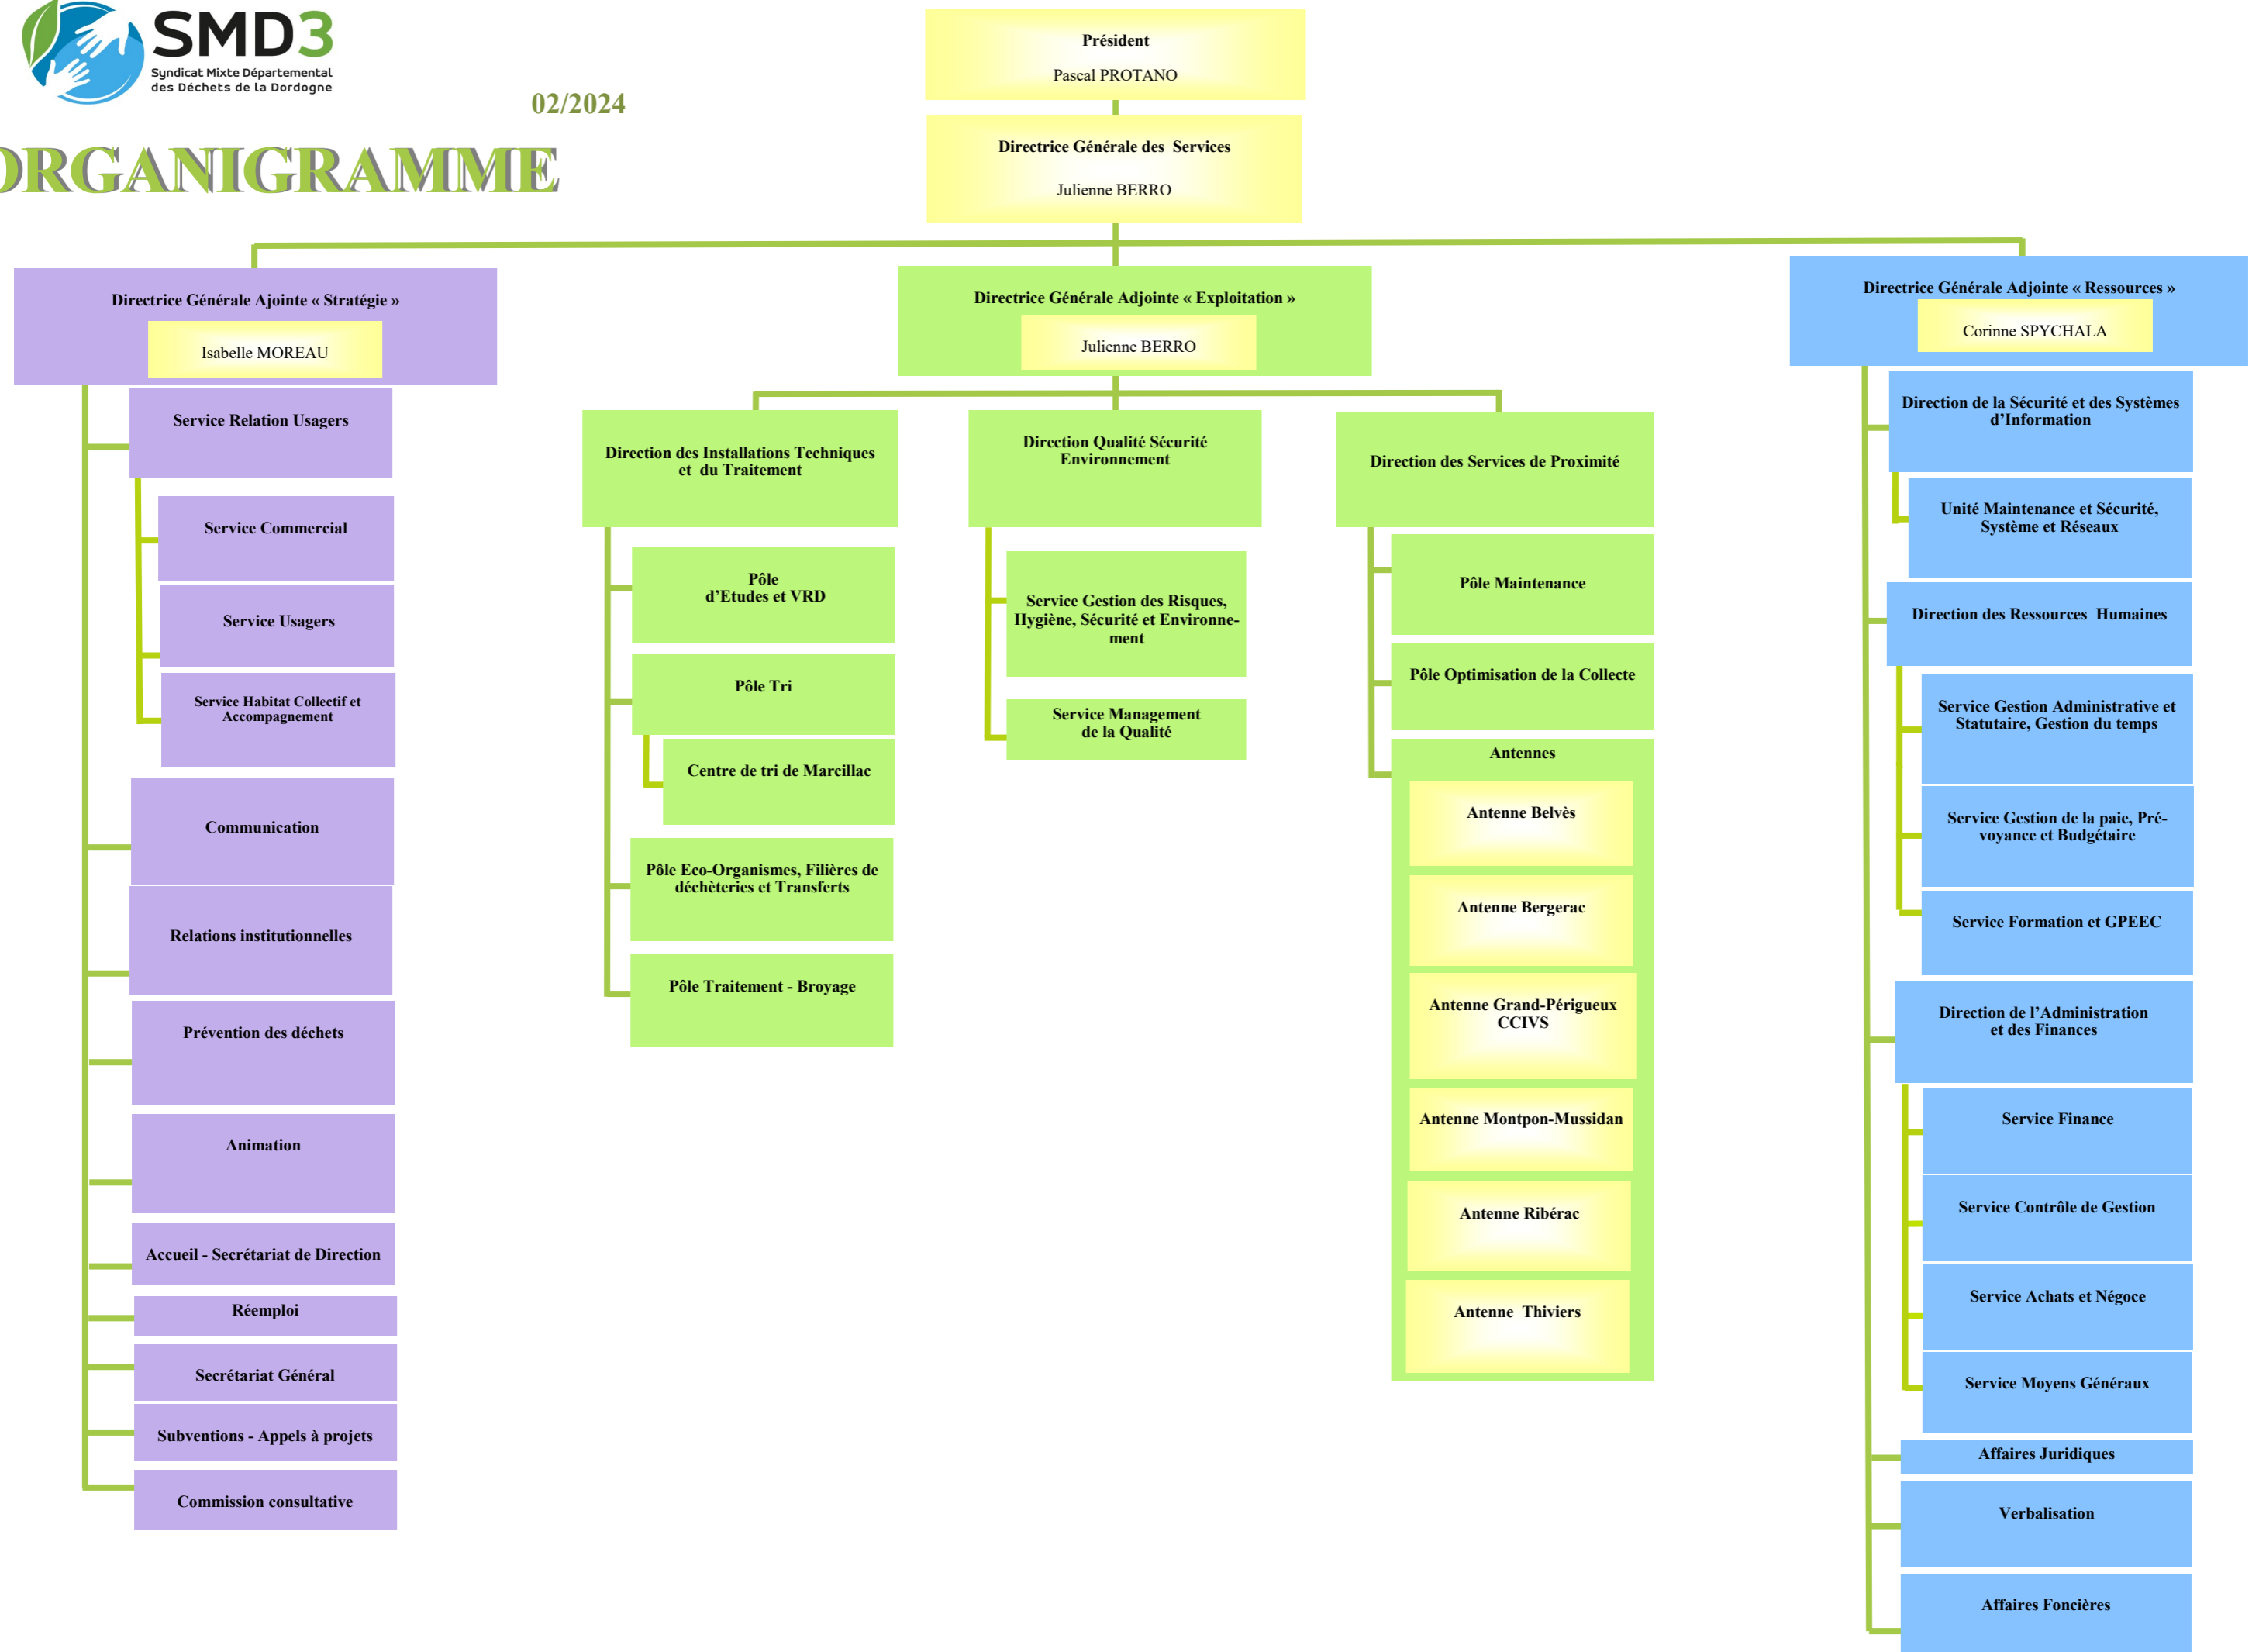 SMD3
Syndicat Mixte Départemental
des Déchets de la Dordogne
02/2024
ORGANIGRAMME
Président
Pascal PROTANO
Directrice Générale des Services
Julienne BERRO
Directrice Générale Ajointe « Stratégie »
Isabelle MOREAU
Service Relation Usagers
Service Commercial
Service Usagers
Service Habitat Collectif et
Accompagnement
Communication
Relations institutionnelles
Prévention des déchets
Animation
Accueil - Secrétariat de Direction
Réemploi
Secrétariat Général
Subventions - Appels à projets
Commission consultative
Directrice Générale Adjointe « Exploitation »
Julienne BERRO
Direction des Installations Techniques
et du Traitement
Pôle
d’Etudes et VRD
Pôle Tri
Centre de tri de Marcillac
Pôle Eco-Organismes, Filières de
déchèteries et Transferts
Pôle Traitement - Broyage
Direction Qualité Sécurité
Environnement
Service Gestion des Risques,
Hygiène, Sécurité et Environne-
ment
Service Management
de la Qualité
Direction des Services de Proximité
Pôle Maintenance
Pôle Optimisation de la Collecte
Antennes
Antenne Belvès
Antenne Bergerac
Antenne Grand-Périgueux
CCIVS
Antenne Montpon-Mussidan
Antenne Ribérac
Antenne Thiviers
Directrice Générale Adjointe « Ressources »
Corinne SPYCHALA
Direction de la Sécurité et des Systèmes
d’Information
Unité Maintenance et Sécurité,
Système et Réseaux
Direction des Ressources Humaines
Service Gestion Administrative et
Statutaire, Gestion du temps
Service Gestion de la paie, Pré-
voyance et Budgétaire
Service Formation et GPEEC
Direction de l’Administration
et des Finances
Service Finance
Service Contrôle de Gestion
Service Achats et Négoce
Service Moyens Généraux
Affaires Juridiques
Verbalisation
Affaires Foncières